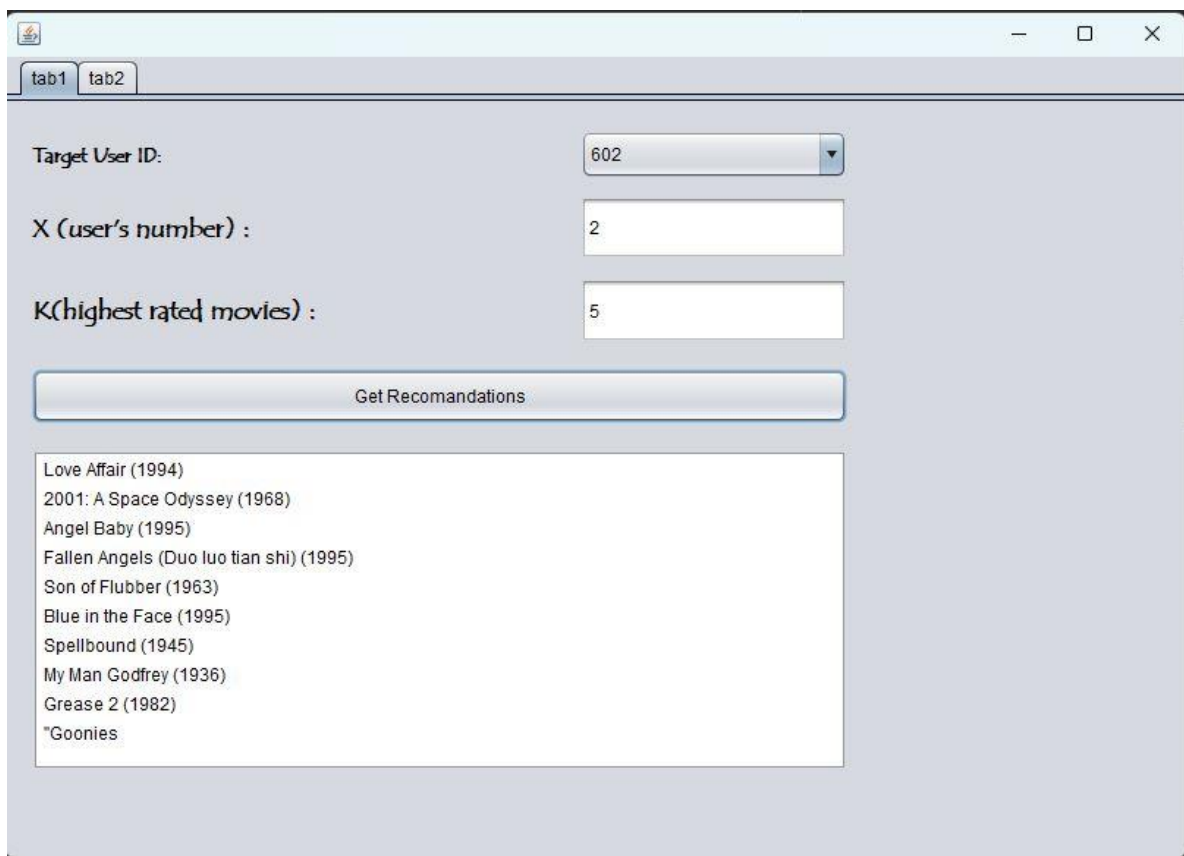 tab1 tab2
Target User ID: 602
X (user's number) : 2
K(highest rated movies) : 5
Get Recomandations
Love Affair (1994)
2001: A Space Odyssey (1968)
Angel Baby (1995)
Fallen Angels (Duo luo tian shi) (1995)
Son of Flubber (1963)
Blue in the Face (1995)
Spellbound (1945)
My Man Godfrey (1936)
Grease 2 (1982)
"Goonies